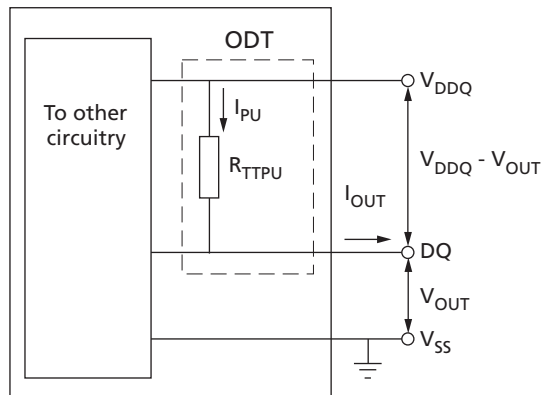 ODT
V_DDQ
To other
circuitry
I_PU
R_TTPU
V_DDQ - V_OUT
I_OUT
DQ
V_OUT
V_SS